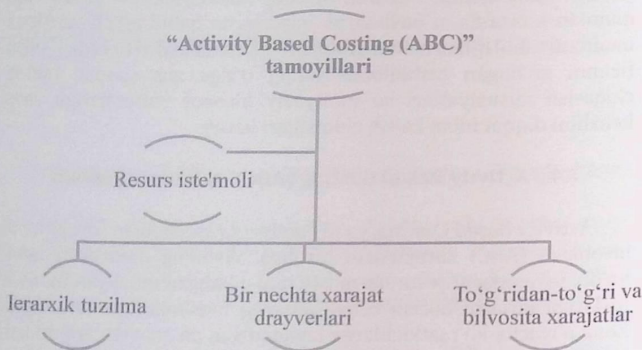 “Activity Based Costing (ABC)”
tamoyillari
Resurs iste'moli
Ierarxik tuzilma
Bir nechta xarajat
drayverlari
To‘g‘ridan-to‘g‘ri va
bilvosita xarajatlar